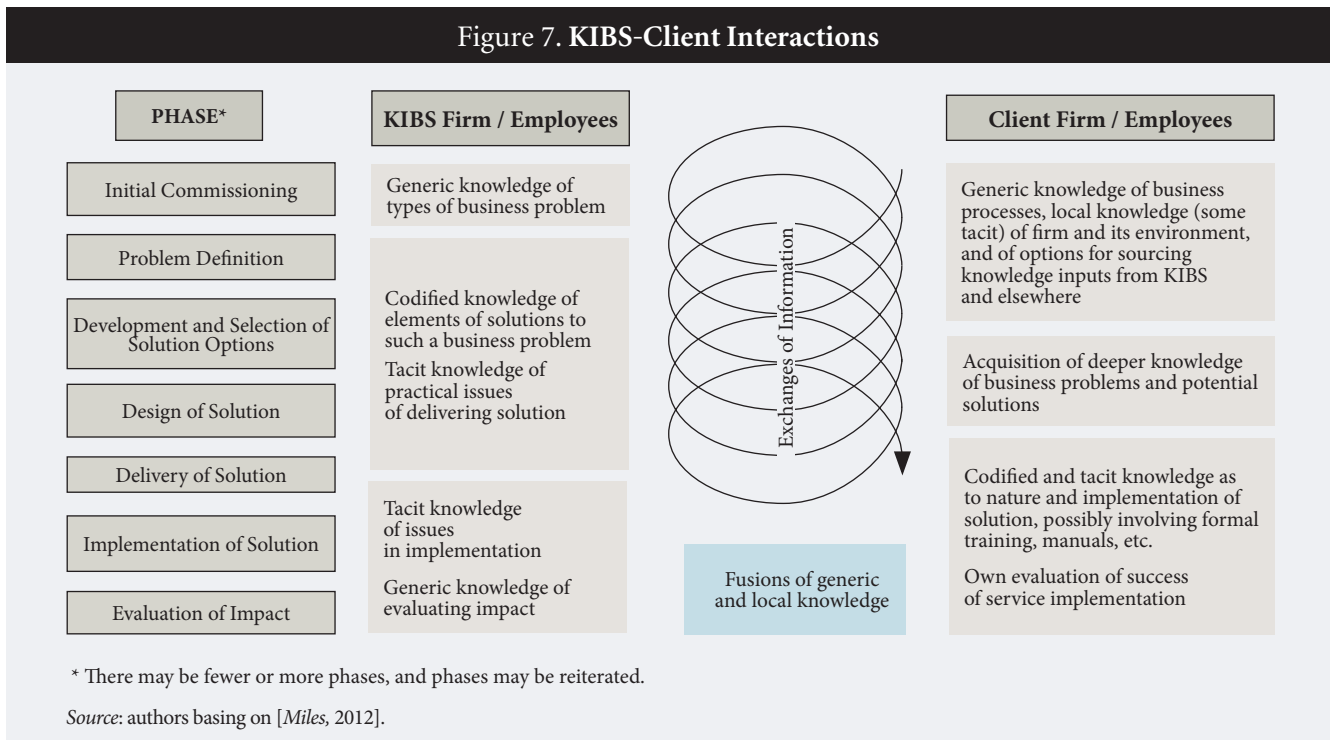 Figure 7. KIBS-Client Interactions
PHASE*
Initial Commissioning
Problem Definition
Development and Selection of
Solution Options
Design of Solution
Delivery of Solution
Implementation of Solution
Evaluation of Impact
KIBS Firm / Employees
Generic knowledge of
types of business problem
Codified knowledge of
elements of solutions to
such a business problem
Tacit knowledge of
practical issues
of delivering solution
Tacit knowledge
of issues
in implementation
Generic knowledge of
evaluating impact
Exchanges of Information
Fusions of generic
and local knowledge
Client Firm / Employees
Generic knowledge of business
processes, local knowledge (some
tacit) of firm and its environment,
and of options for sourcing
knowledge inputs from KIBS
and elsewhere
Acquisition of deeper knowledge
of business problems and potential
solutions
Codified and tacit knowledge as
to nature and implementation of
solution, possibly involving formal
training, manuals, etc.
Own evaluation of success
of service implementation
* There may be fewer or more phases, and phases may be reiterated.
Source: authors basing on [Miles, 2012].